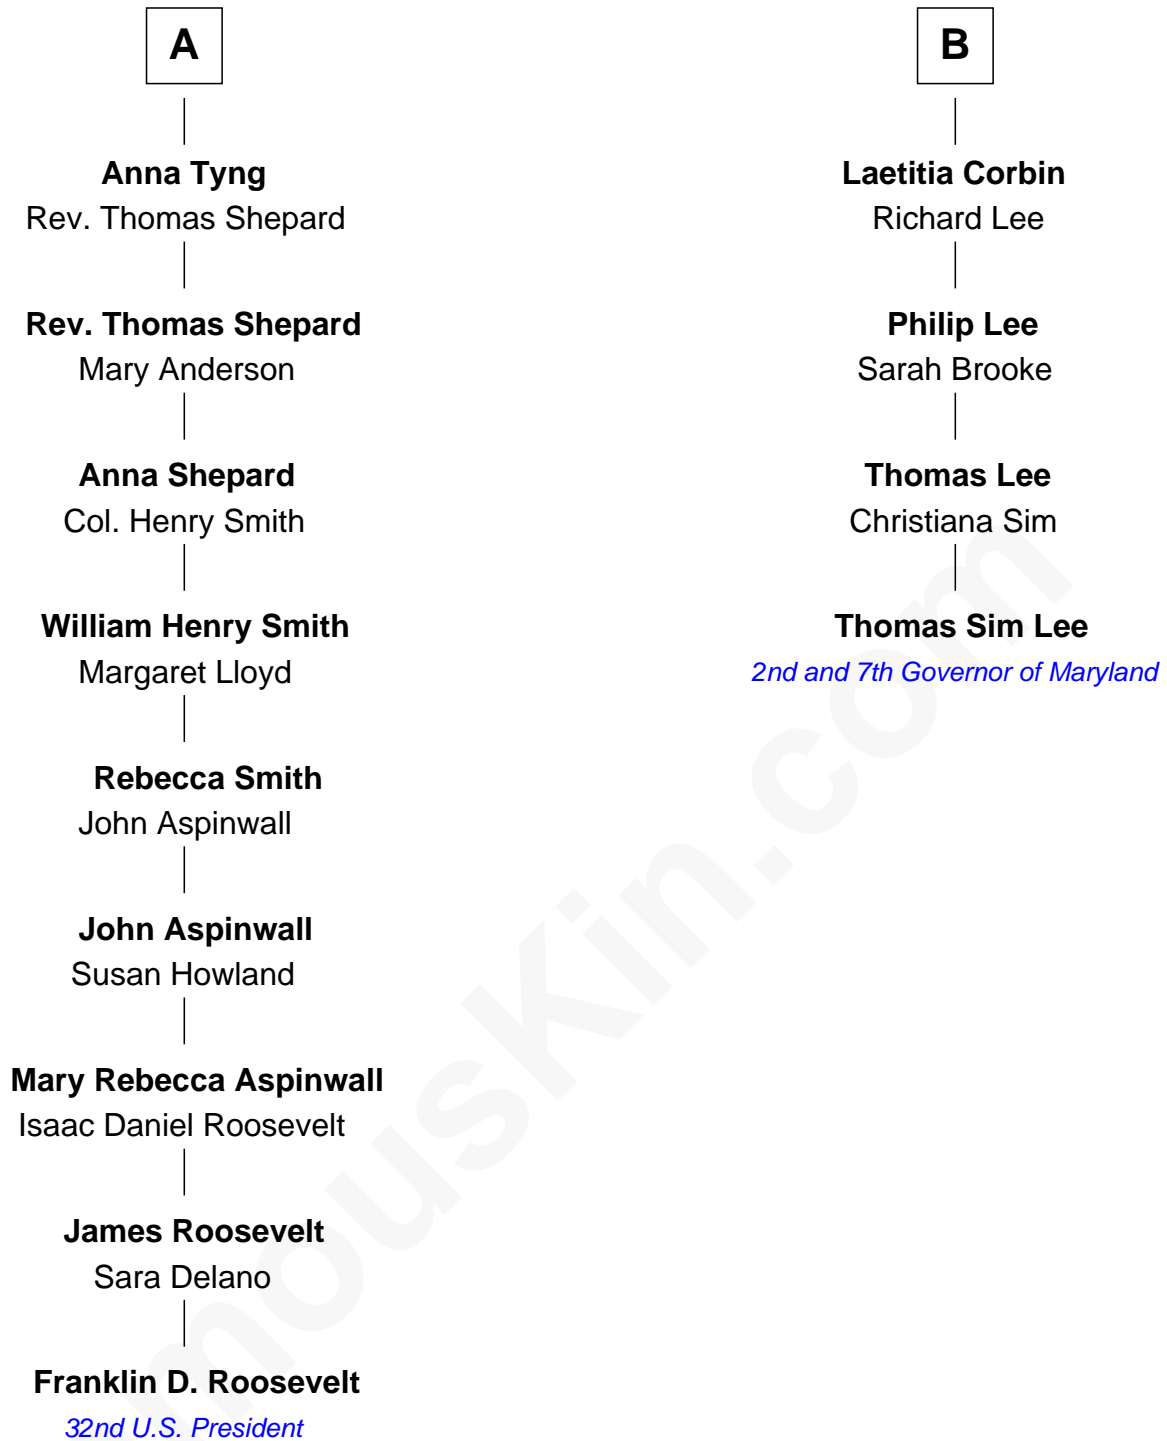 A
Anna Tyng
Rev. Thomas Shepard
Rev. Thomas Shepard
Mary Anderson
Anna Shepard
Col. Henry Smith
William Henry Smith
Margaret Lloyd
Rebecca Smith
John Aspinwall
John Aspinwall
Susan Howland
Mary Rebecca Aspinwall
Isaac Daniel Roosevelt
James Roosevelt
Sara Delano
Franklin D. Roosevelt
32nd U.S. President
B
Laetitia Corbin
Richard Lee
Philip Lee
Sarah Brooke
Thomas Lee
Christiana Sim
Thomas Sim Lee
2nd and 7th Governor of Maryland
mousKin.com